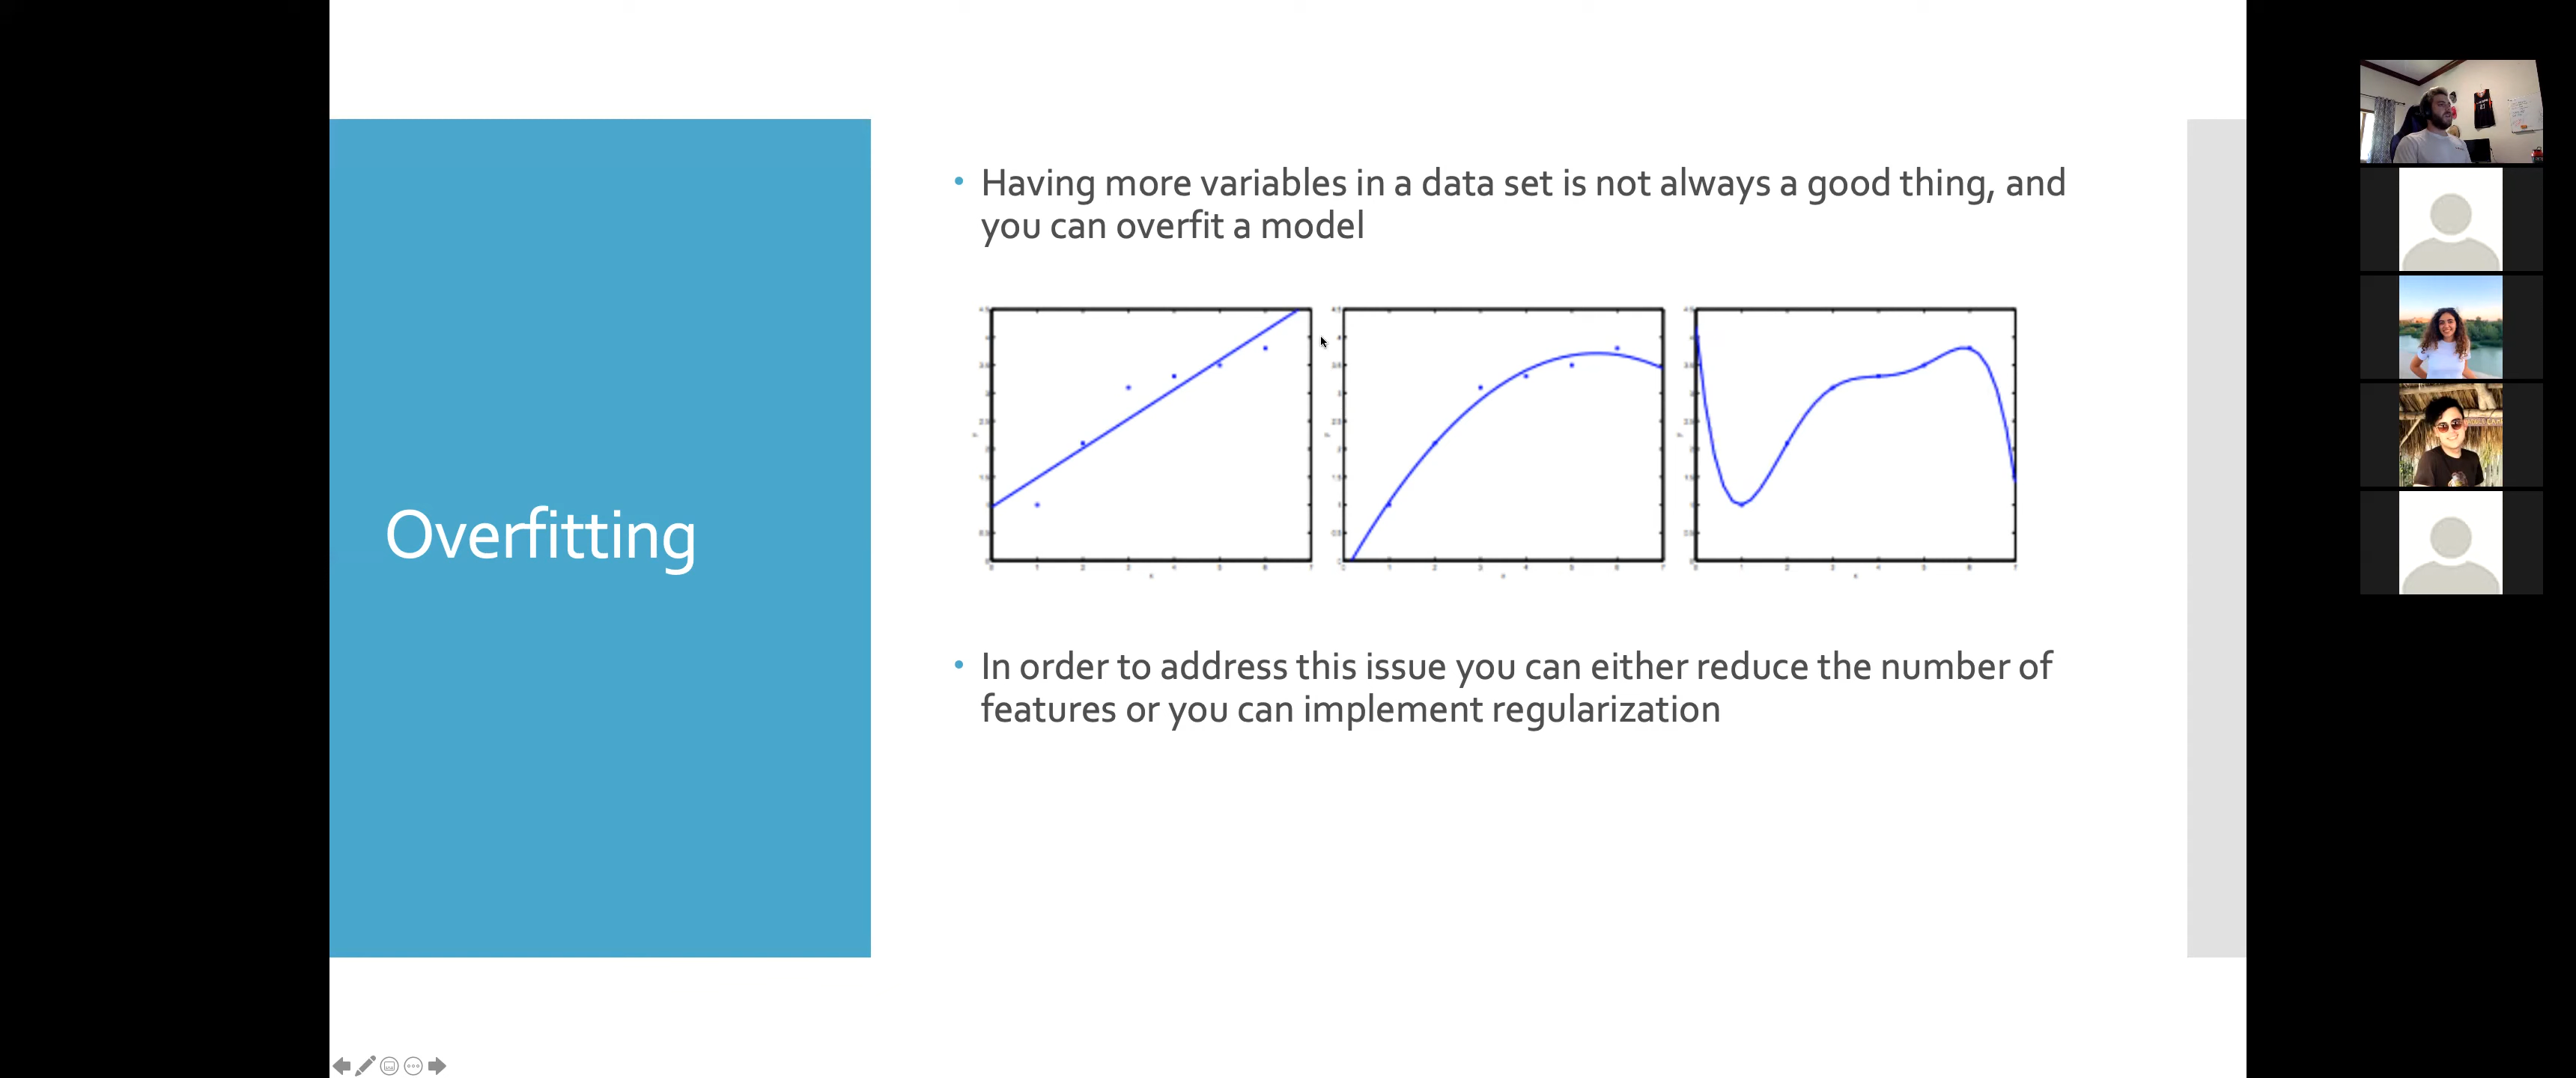 Overfitting
• Having more variables in a data set is not always a good thing, and
you can overfit a model
• In order to address this issue you can either reduce the number of
features or you can implement regularization